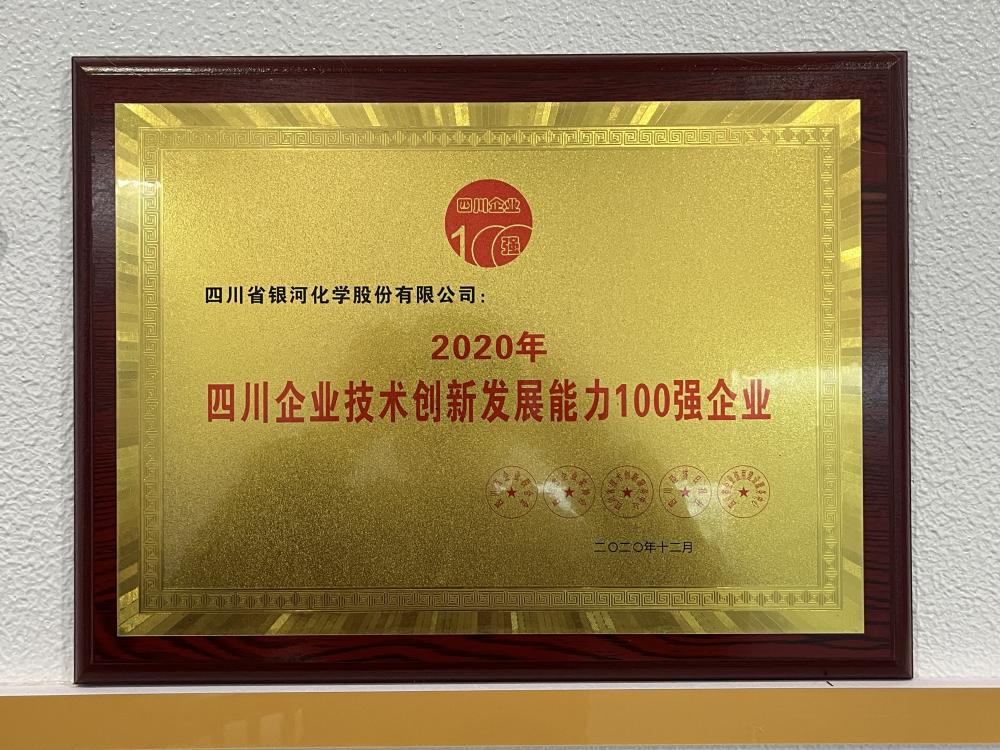 四川企业
100强
四川省银河化学股份有限公司：
2020年
四川企业技术创新发展能力100强企业
二〇二〇年十二月